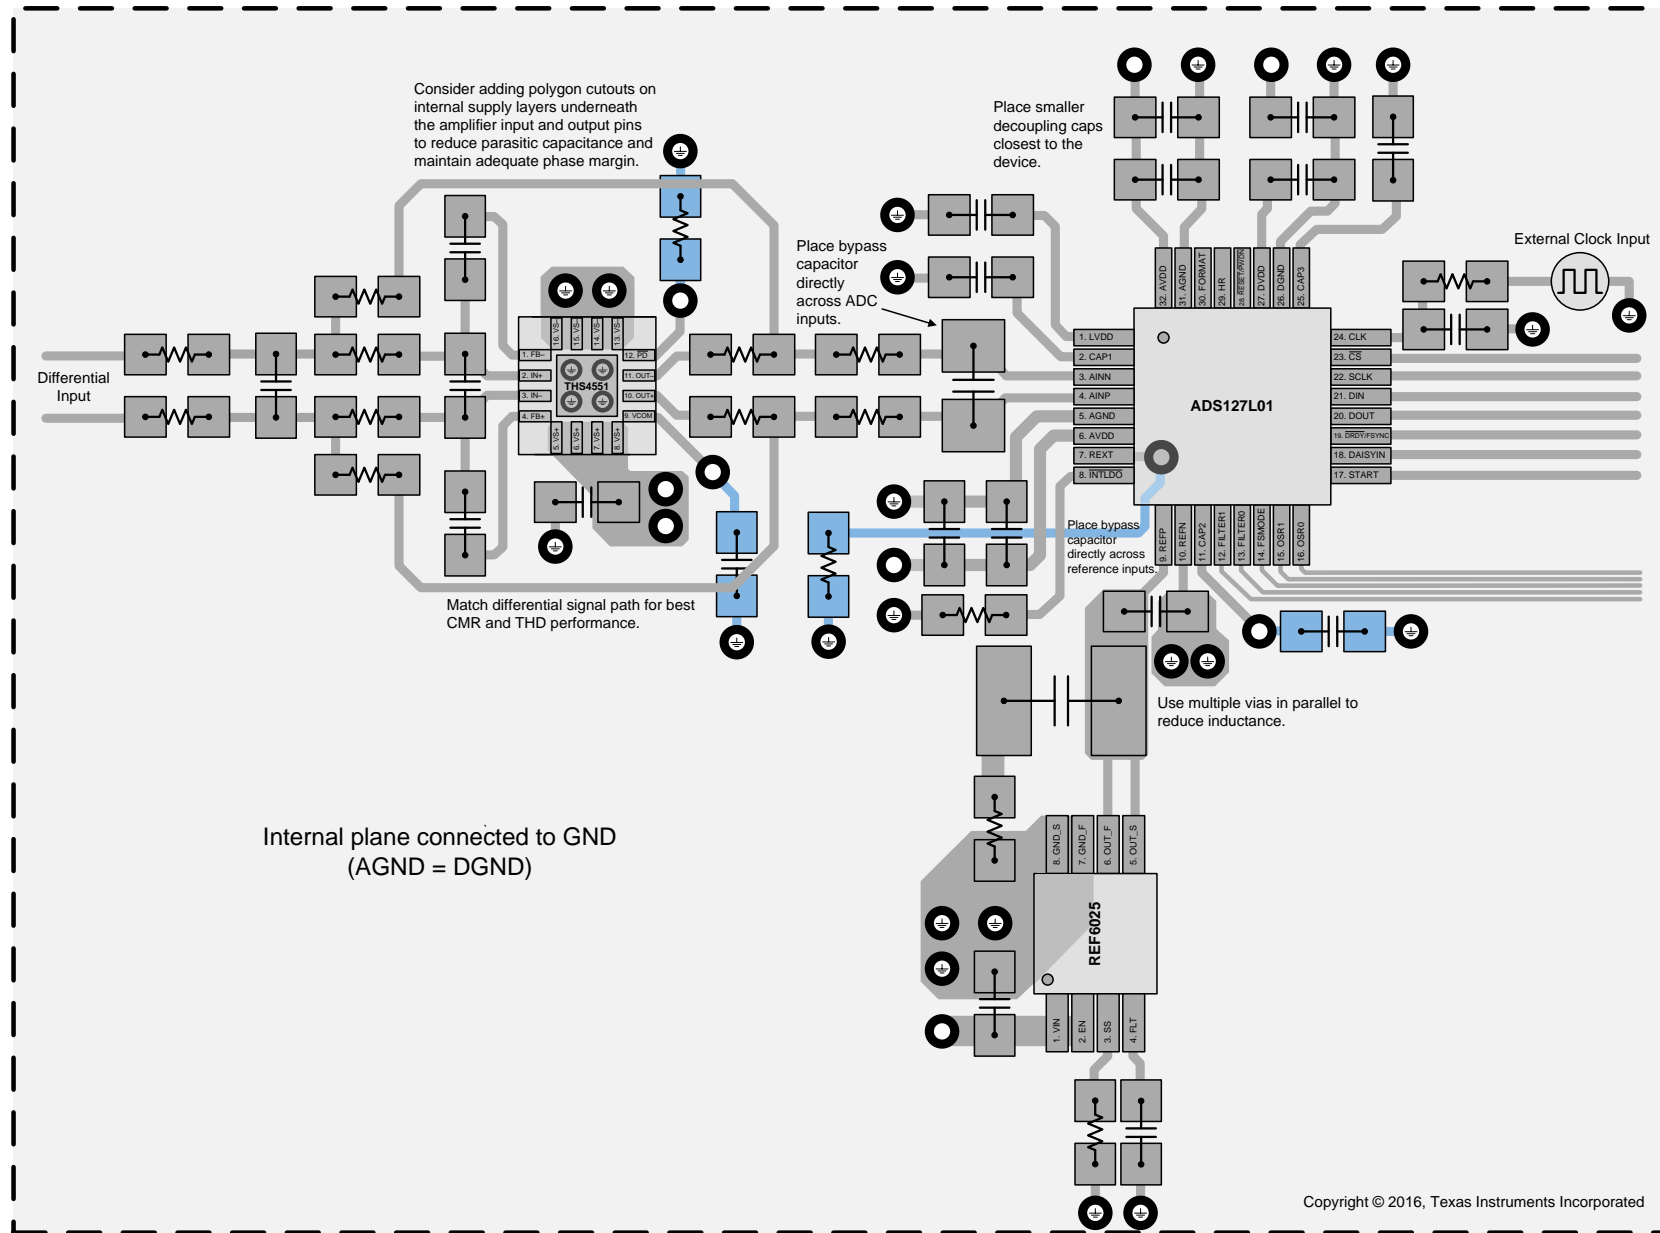 Consider adding polygon cutouts on
internal supply layers underneath
the amplifier input and output pins
to reduce parasitic capacitance and
maintain adequate phase margin.
Place smaller
decoupling caps
closest to the
device.
Place bypass
capacitor
directly
across ADC
inputs.
External Clock Input
Differential
Input
16. VS-
15. VS-
14. VS-
13. VS-
1. FB–
2. IN+
3. IN–
4. FB+
THS4551
12. PD
11. OUT–
10. OUT+
9. VCOM
5. VS+
6. VS+
7. VS+
8. VS+
32. AVDD
31. AGND
30. FORMAT
29. HR
28. RESET/PWDN
27. DVDD
26. DGND
25. CAP3
1. LVDD
2. CAP1
3. AINN
4. AINP
5. AGND
6. AVDD
7. REXT
8. INTLDO
ADS127L01
24. CLK
23. CS
22. SCLK
21. DIN
20. DOUT
19. DRDY/FSYNC
18. DAISYIN
17. START
9. REFP
10. REFN
11. CAP2
12. FILTER1
13. FILTER0
14. FSMODE
15. OSR1
16. OSR0
Place bypass
capacitor
directly across
reference inputs.
Match differential signal path for best
CMR and THD performance.
Use multiple vias in parallel to
reduce inductance.
Internal plane connected to GND
(AGND = DGND)
8. GND_S
7. GND_F
6. OUT_F
5. OUT_S
REF6025
1. VIN
2. EN
3. SS
4. FLT
Copyright © 2016, Texas Instruments Incorporated